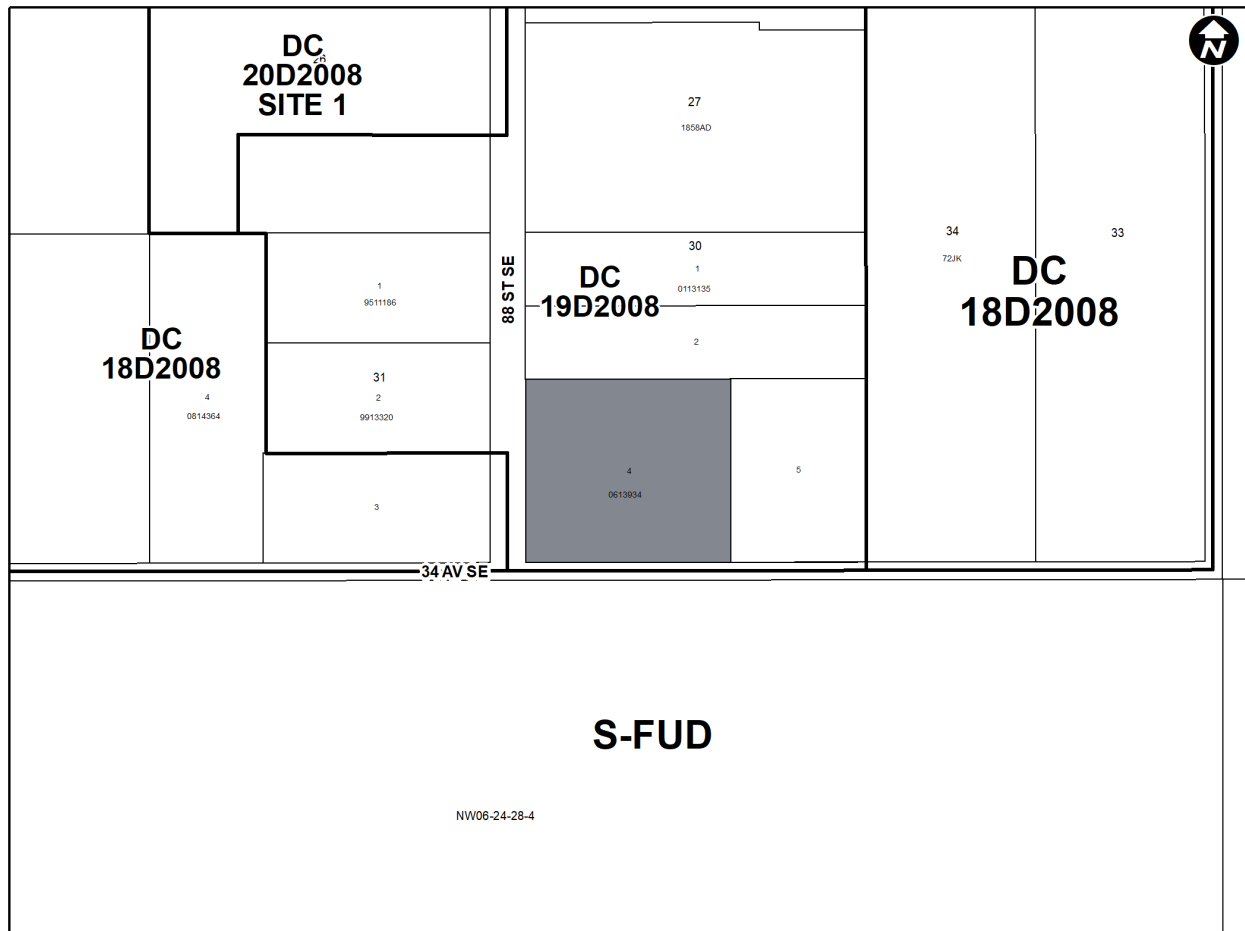 DC
20D2008
SITE 1
N
27
1858AD
30
1
0113135
DC
19D2008
2
34
72JK
33
DC
18D2008
88 ST SE
1
9511186
DC
18D2008
4
0814364
31
2
9913320
3
4
0613934
5
34 AV SE
S-FUD
NW06-24-28-4